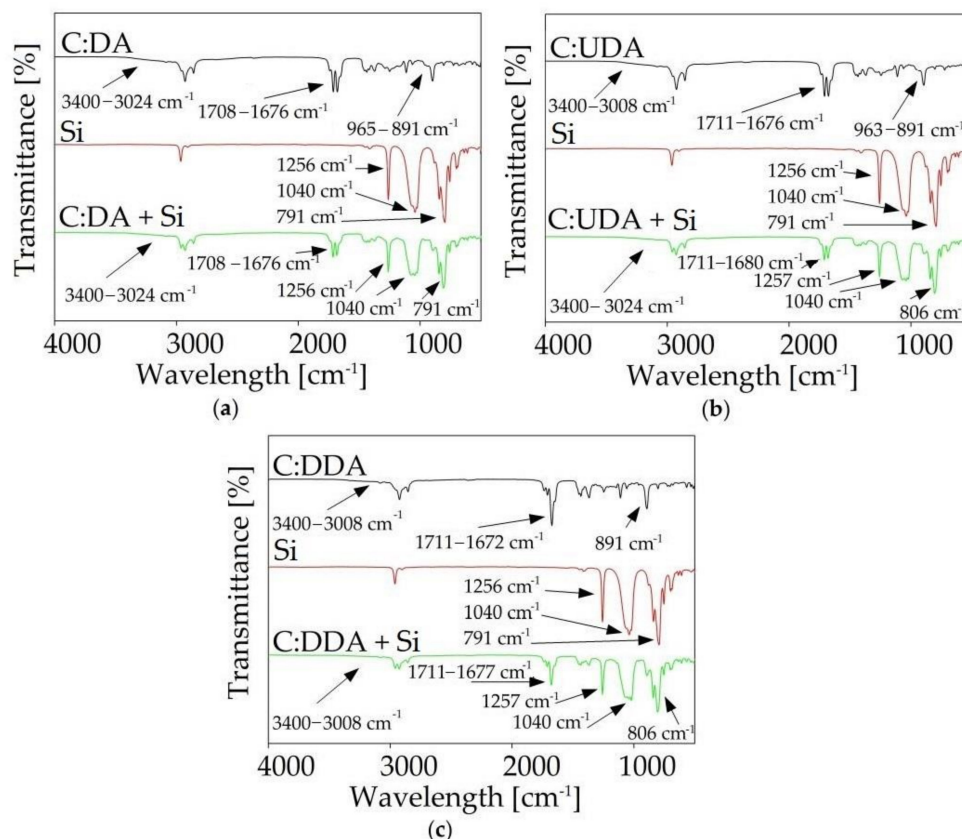 Transmittance [%]
C:DA
3400–3024 cm⁻¹
1708–1676 cm⁻¹
965–891 cm⁻¹
Si
1256 cm⁻¹
1040 cm⁻¹
791 cm⁻¹
C:DA + Si
3400–3024 cm⁻¹
1708–1676 cm⁻¹
1256 cm⁻¹
1040 cm⁻¹
791 cm⁻¹
4000 3000 2000 1000
Wavelength [cm⁻¹]
(a)
Transmittance [%]
C:UDA
3400–3008 cm⁻¹
1711–1676 cm⁻¹
963–891 cm⁻¹
Si
1256 cm⁻¹
1040 cm⁻¹
791 cm⁻¹
C:UDA + Si
3400–3024 cm⁻¹
1711–1680 cm⁻¹
1257 cm⁻¹
1040 cm⁻¹
806 cm⁻¹
4000 3000 2000 1000
Wavelength [cm⁻¹]
(b)
Transmittance [%]
C:DDA
3400–3008 cm⁻¹
1711–1672 cm⁻¹
891 cm⁻¹
Si
1256 cm⁻¹
1040 cm⁻¹
791 cm⁻¹
C:DDA + Si
3400–3008 cm⁻¹
1711–1677 cm⁻¹
1257 cm⁻¹
1040 cm⁻¹
806 cm⁻¹
4000 3000 2000 1000
Wavelength [cm⁻¹]
(c)